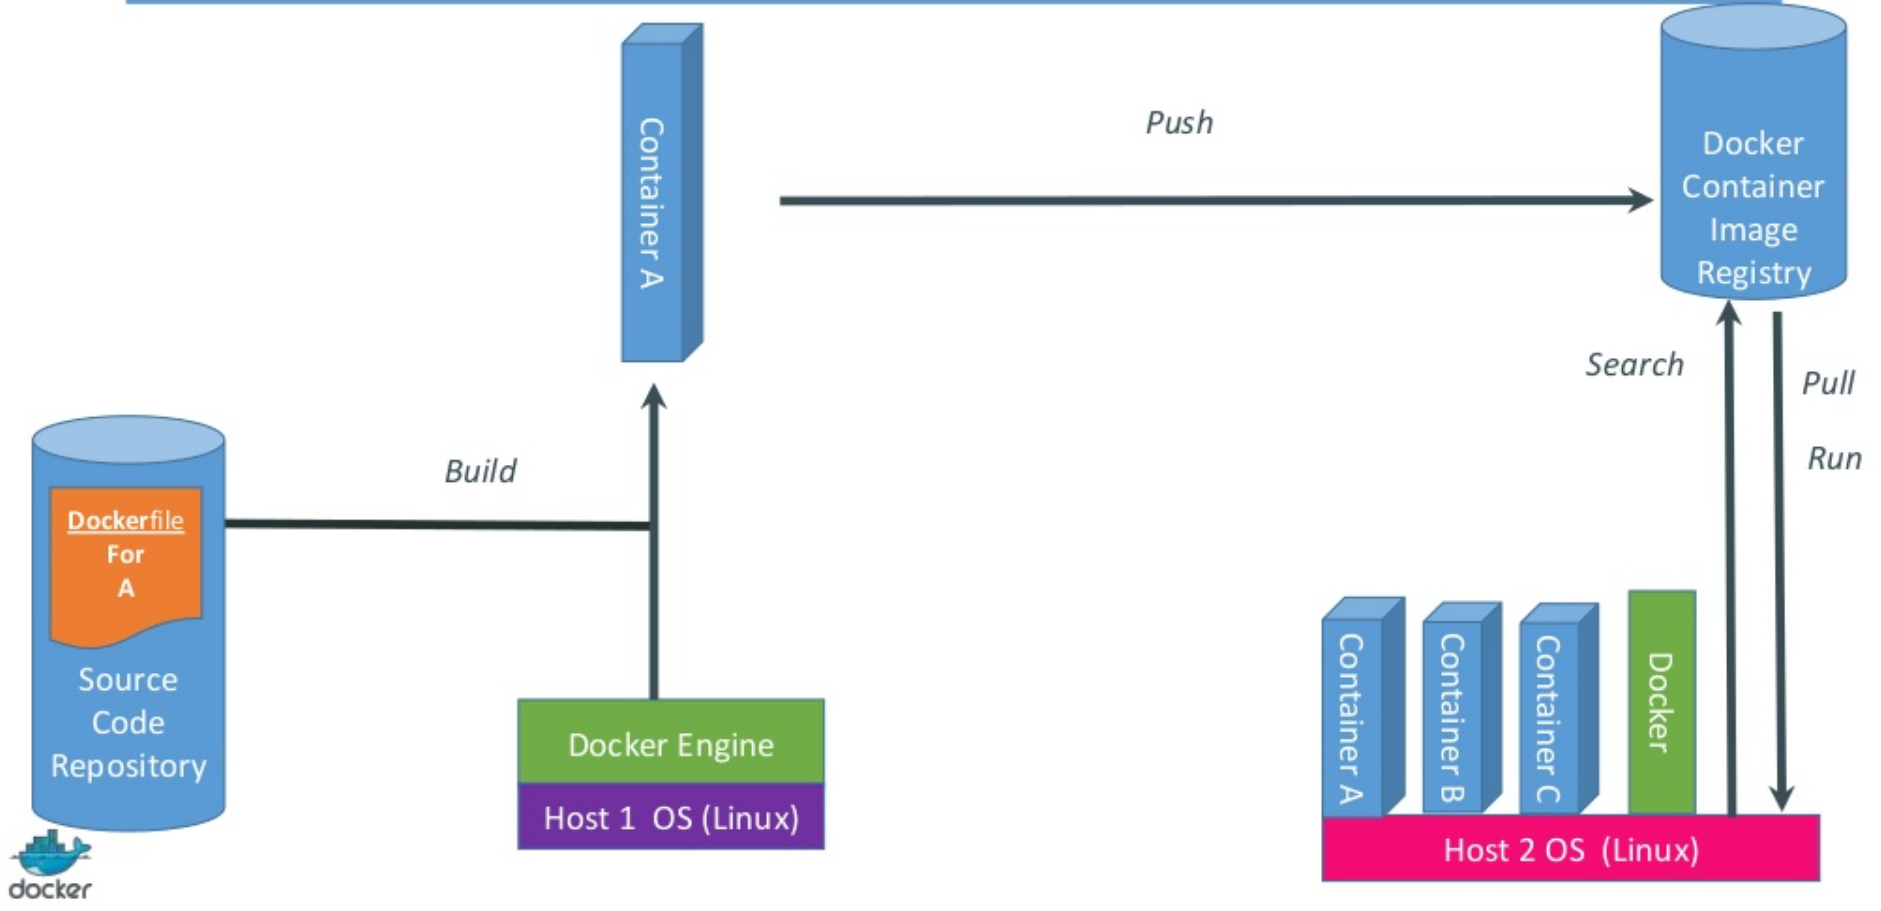 Container A
Push
Docker
Container
Image
Registry
Search
Pull
Run
Build
Dockerfile
For
A
Source
Code
Repository
Docker Engine
Host 1 OS (Linux)
Container A
Container B
Container C
Docker
Host 2 OS (Linux)
docker